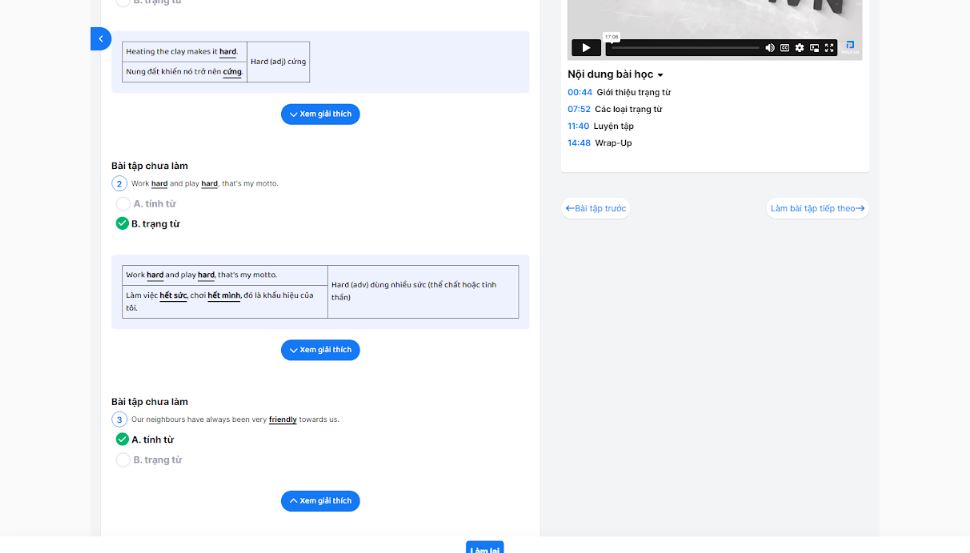 B. trạng từ
Heating the clay makes it hard.
Nung đất khiến nó trở nên cứng.
Hard (adj) cứng
Xem giải thích
Bài tập chưa làm
2 Work hard and play hard, that's my motto.
A. tính từ
B. trạng từ
Work hard and play hard, that's my motto.
Làm việc hết sức, chơi hết mình, đó là khẩu hiệu của
tôi.
Hard (adv) dùng nhiều sức (thể chất hoặc tinh
thần)
Xem giải thích
Bài tập chưa làm
3 Our neighbours have always been very friendly towards us.
A. tính từ
B. trạng từ
Xem giải thích
Làm lại
17:06
Nội dung bài học
00:44 Giới thiệu trạng từ
07:52 Các loại trạng từ
11:40 Luyện tập
14:48 Wrap-Up
Bài tập trước
Làm bài tập tiếp theo